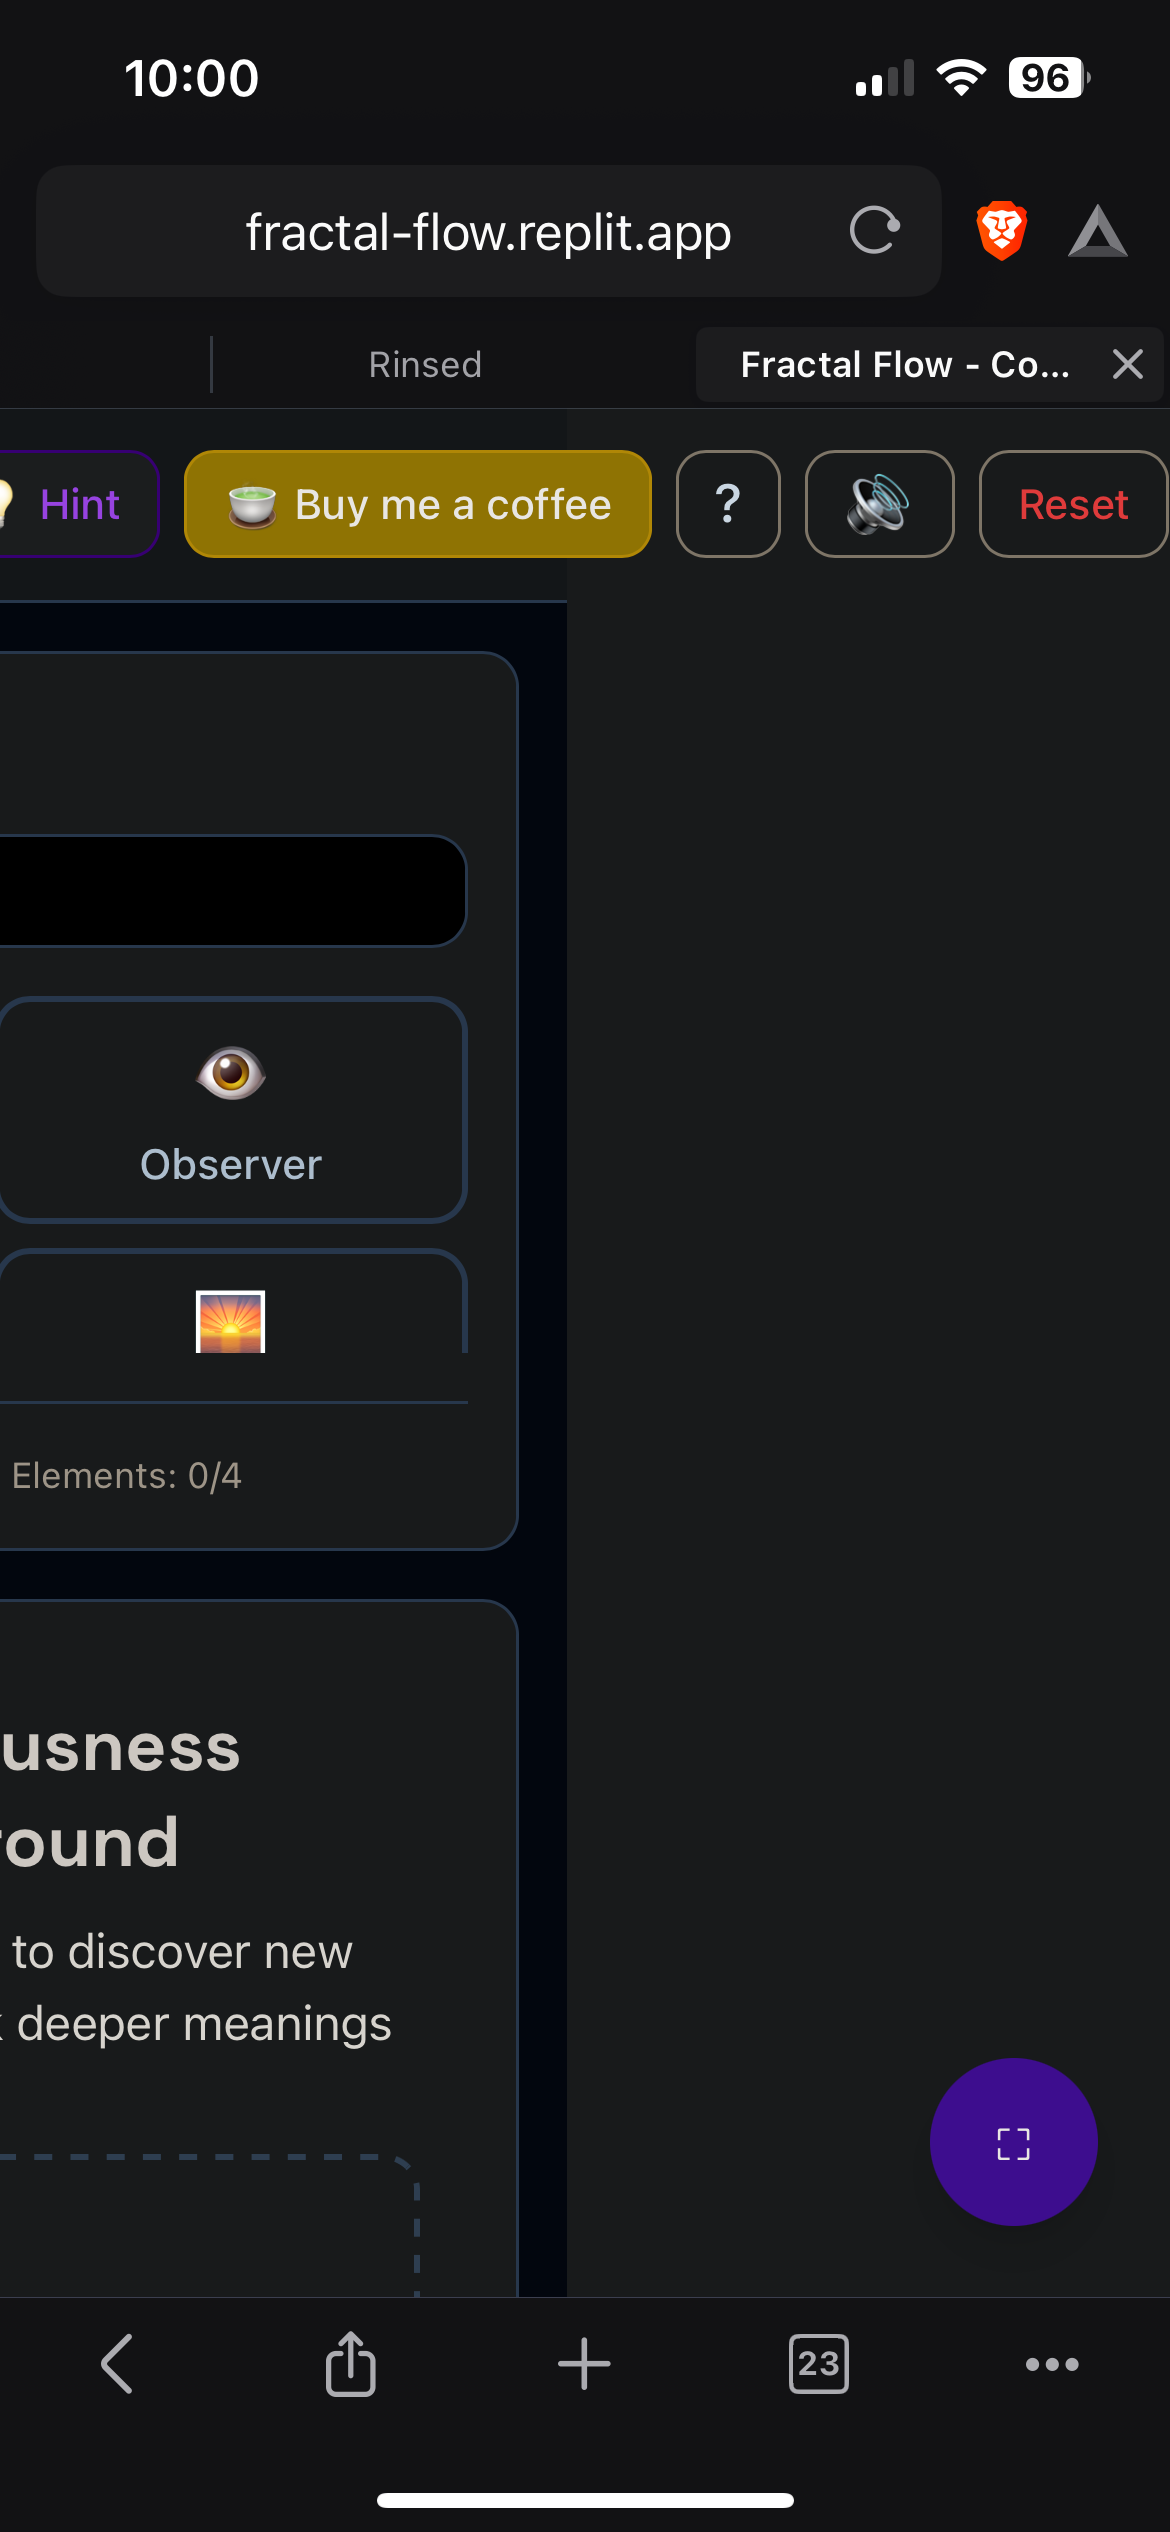 10:00
96
fractal-flow.replit.app
Rinsed
Fractal Flow - Co...
Hint
Buy me a coffee
?
Reset
Observer
Elements: 0/4
usness
round
to discover new
deeper meanings
23